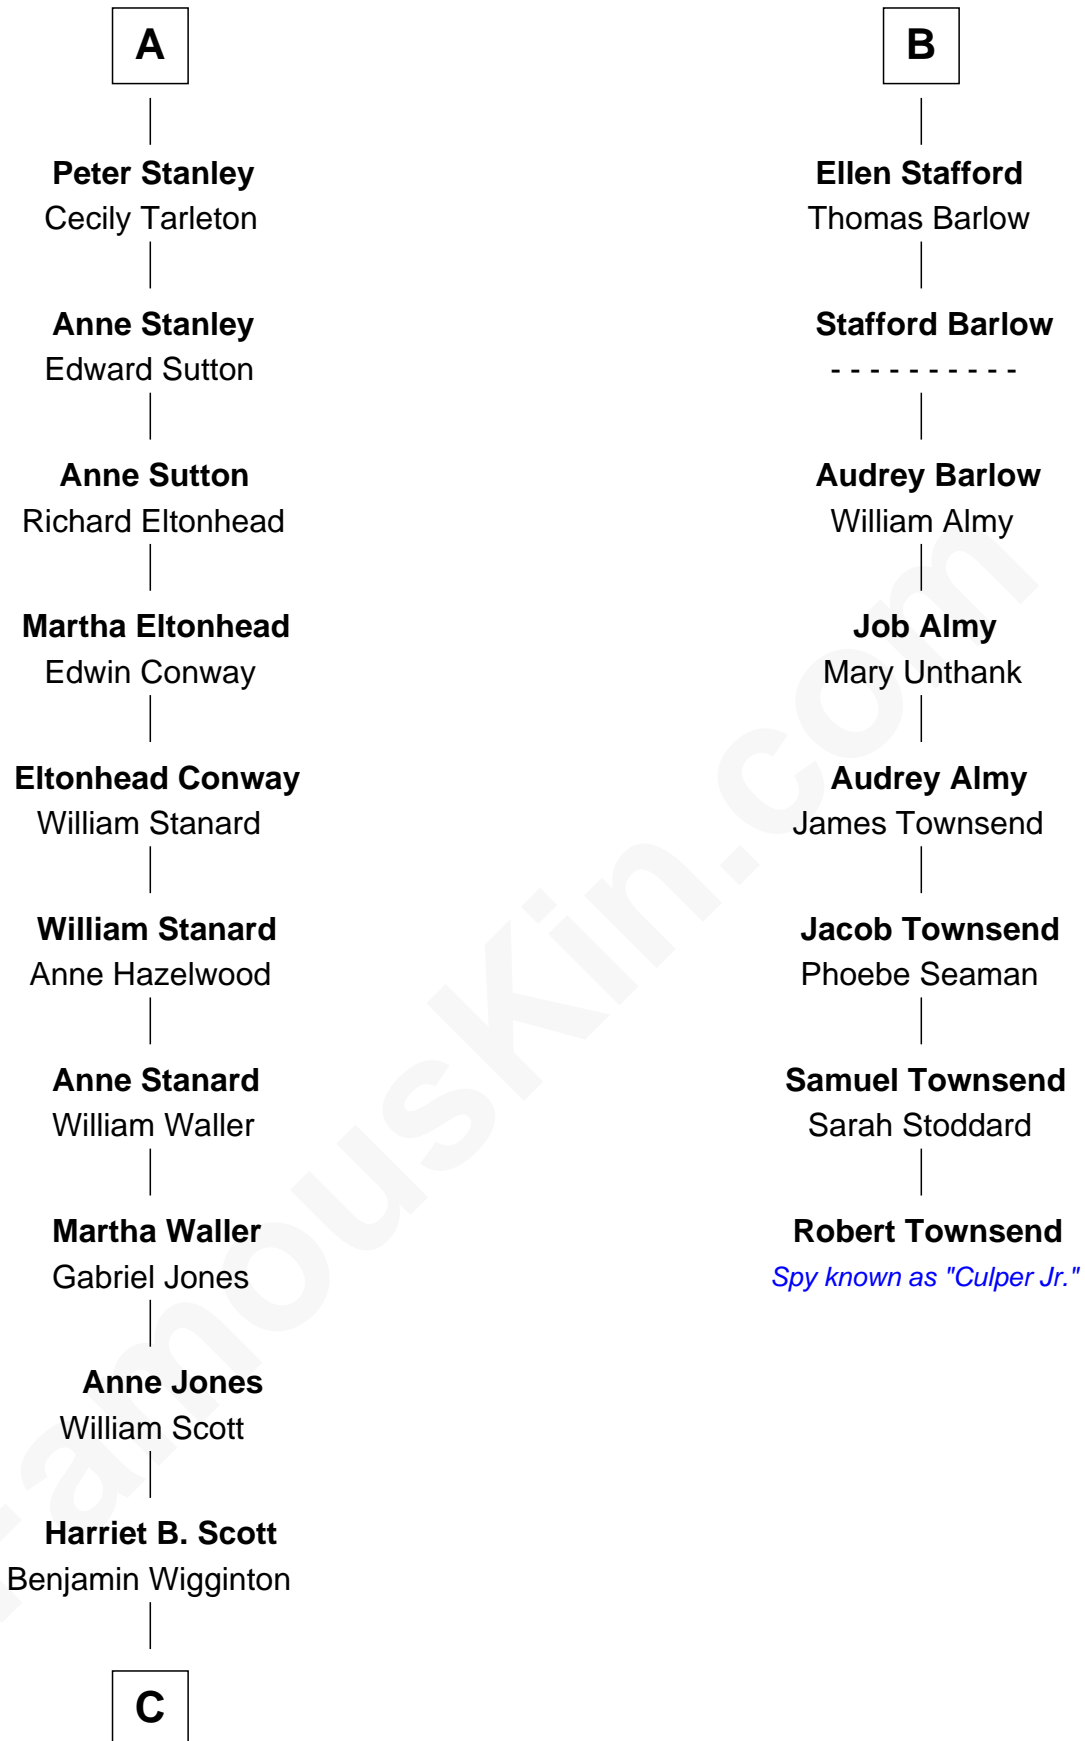 A
Peter Stanley
Cecily Tarleton
Anne Stanley
Edward Sutton
Anne Sutton
Richard Eltonhead
Martha Eltonhead
Edwin Conway
Eltonhead Conway
William Stanard
William Stanard
Anne Hazelwood
Anne Stanard
William Waller
Martha Waller
Gabriel Jones
Anne Jones
William Scott
Harriet B. Scott
Benjamin Wigginton
C
B
Ellen Stafford
Thomas Barlow
Stafford Barlow
- - - - - - - - - -
Audrey Barlow
William Almy
Job Almy
Mary Unthank
Audrey Almy
James Townsend
Jacob Townsend
Phoebe Seaman
Samuel Townsend
Sarah Stoddard
Robert Townsend
Spy known as "Culper Jr."
FamousKin.com